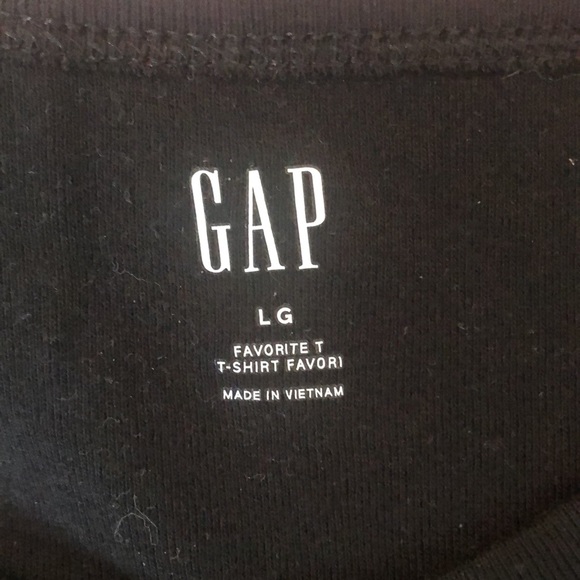 GAP
LG
FAVORITE T
T-SHIRT FAVORI
MADE IN VIETNAM